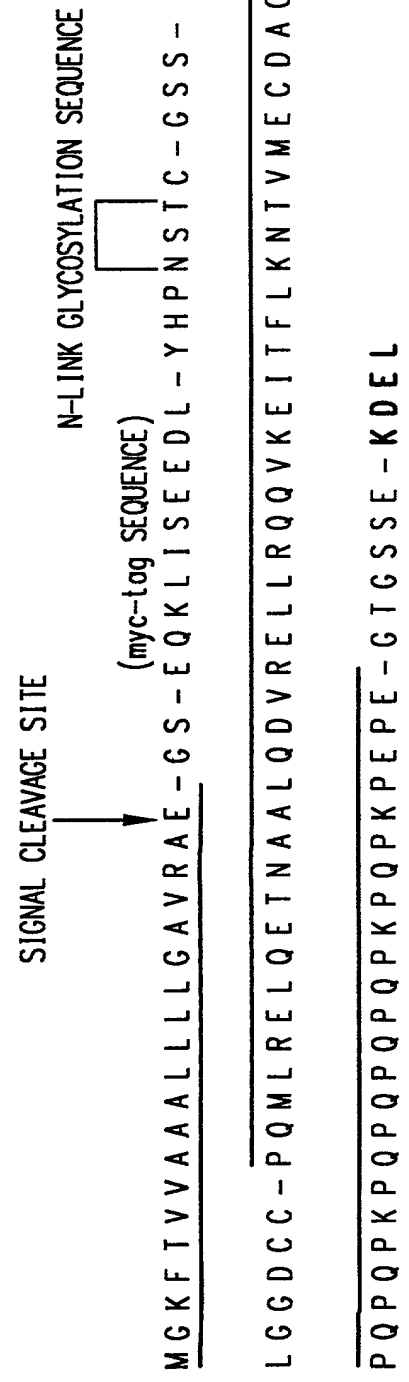 SIGNAL CLEAVAGE SITE
N-LINK GLYCOSYLATION SEQUENCE
(myc-tag SEQUENCE)
M G K F T V V A A A L L L L G A V R A E – G S – E Q K L I S E E D L – Y H P N S T C – G S S –
L G G D C C – P Q M L R E L Q E T N A A L Q D V R E L L R Q Q V K E I T F L K N T V M E C D A
P Q P Q P K P Q P Q P Q P Q P K P Q P K P E P E – G T G S S E – K D E L